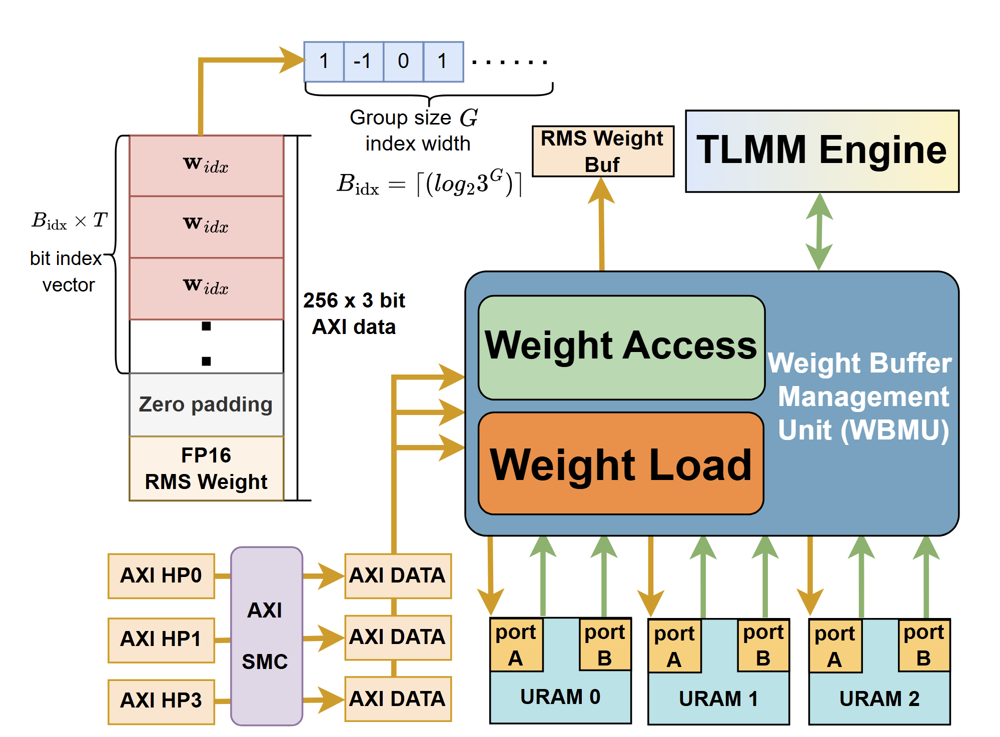 1 -1 0 1 ......
Group size G
index width
B_idx = ⌈(log_2 3^G)⌉
RMS Weight
Buf
TLMM Engine
w_idx
w_idx
w_idx
B_idx × T
bit index
vector
256 x 3 bit
AXI data
Zero padding
FP16
RMS Weight
Weight Access
Weight Load
Weight Buffer
Management
Unit (WBMU)
AXI HP0
AXI HP1
AXI HP3
AXI
SMC
AXI DATA
AXI DATA
AXI DATA
port
A
port
B
URAM 0
port
A
port
B
URAM 1
port
A
port
B
URAM 2